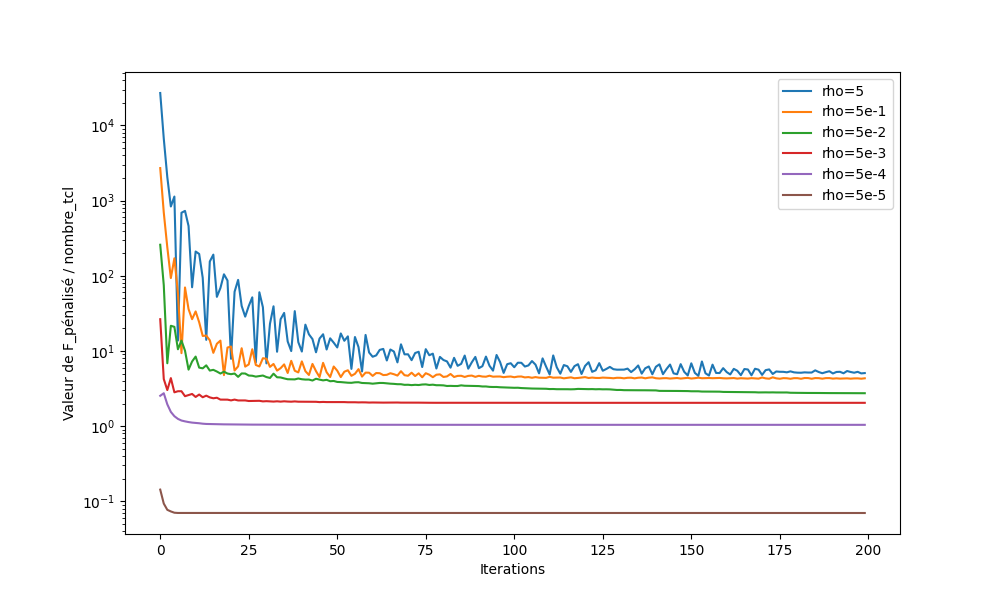 rho=5
rho=5e-1
rho=5e-2
rho=5e-3
rho=5e-4
rho=5e-5
Valeur de F_pénalisé / nombre_tcl
10⁴
10³
10²
10¹
10⁰
10⁻¹
0 25 50 75 100 125 150 175 200
Iterations